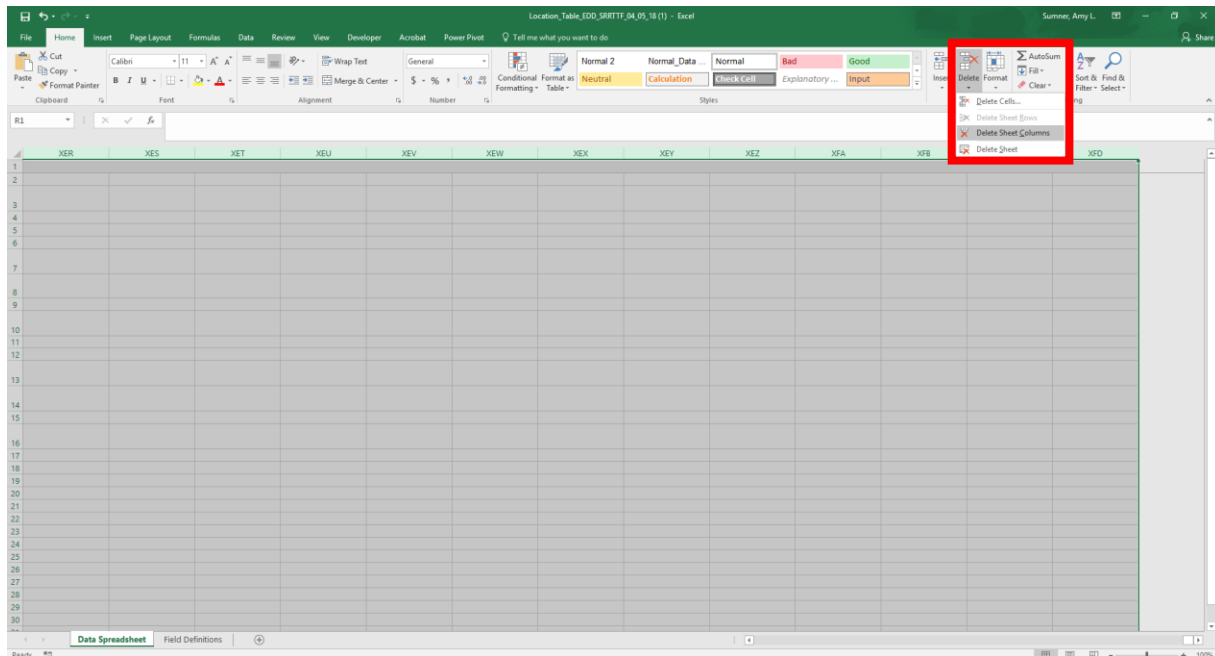 Location_Table_EDD_SRRTTF_04_05_18 (1) - Excel
Sumner, Amy L.
File Home Insert Page Layout Formulas Data Review View Developer Acrobat Power Pivot Tell me what you want to do
Share
Paste
Cut
Copy
Format Painter
Clipboard
Calibri 11 A A
B I U A
Font
Wrap Text
Merge & Center
Alignment
General
$ % ,
Number
Conditional Formatting
Format as Table
Normal 2 Normal_Data ... Normal Bad Good
Neutral Calculation Check Cell Explanatory ... Input
Styles
Delete Format
AutoSum
Fill
Clear
Sort & Filter
Find & Select
Delete Cells...
Delete Sheet Rows
Delete Sheet Columns
Delete Sheet
R1 fx
XER XES XET XEU XEV XEW XEX XEY XEZ XFA XFB XFD
1
2
3
4
5
6
7
8
9
10
11
12
13
14
15
16
17
18
19
20
21
22
23
24
25
26
27
28
29
30
Data Spreadsheet Field Definitions
Ready 100%